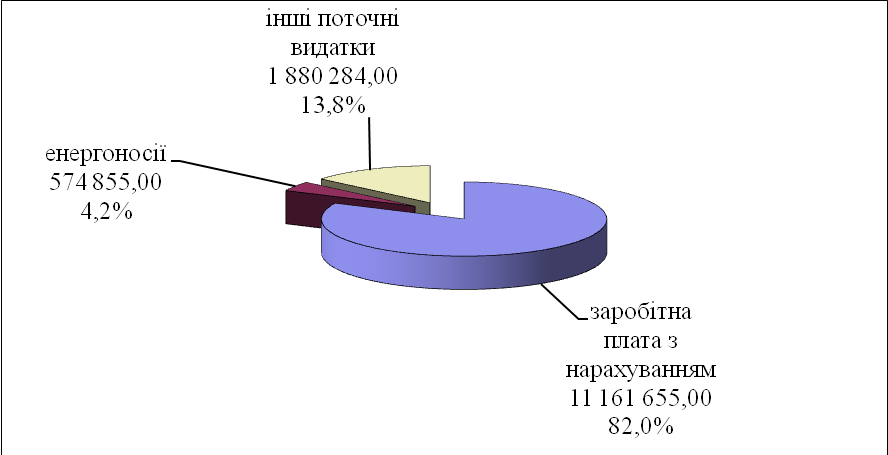 інші поточні
видатки
1 880 284,00
13,8%
енергоносії
574 855,00
4,2%
заробітна
плата з
нарахуванням
11 161 655,00
82,0%